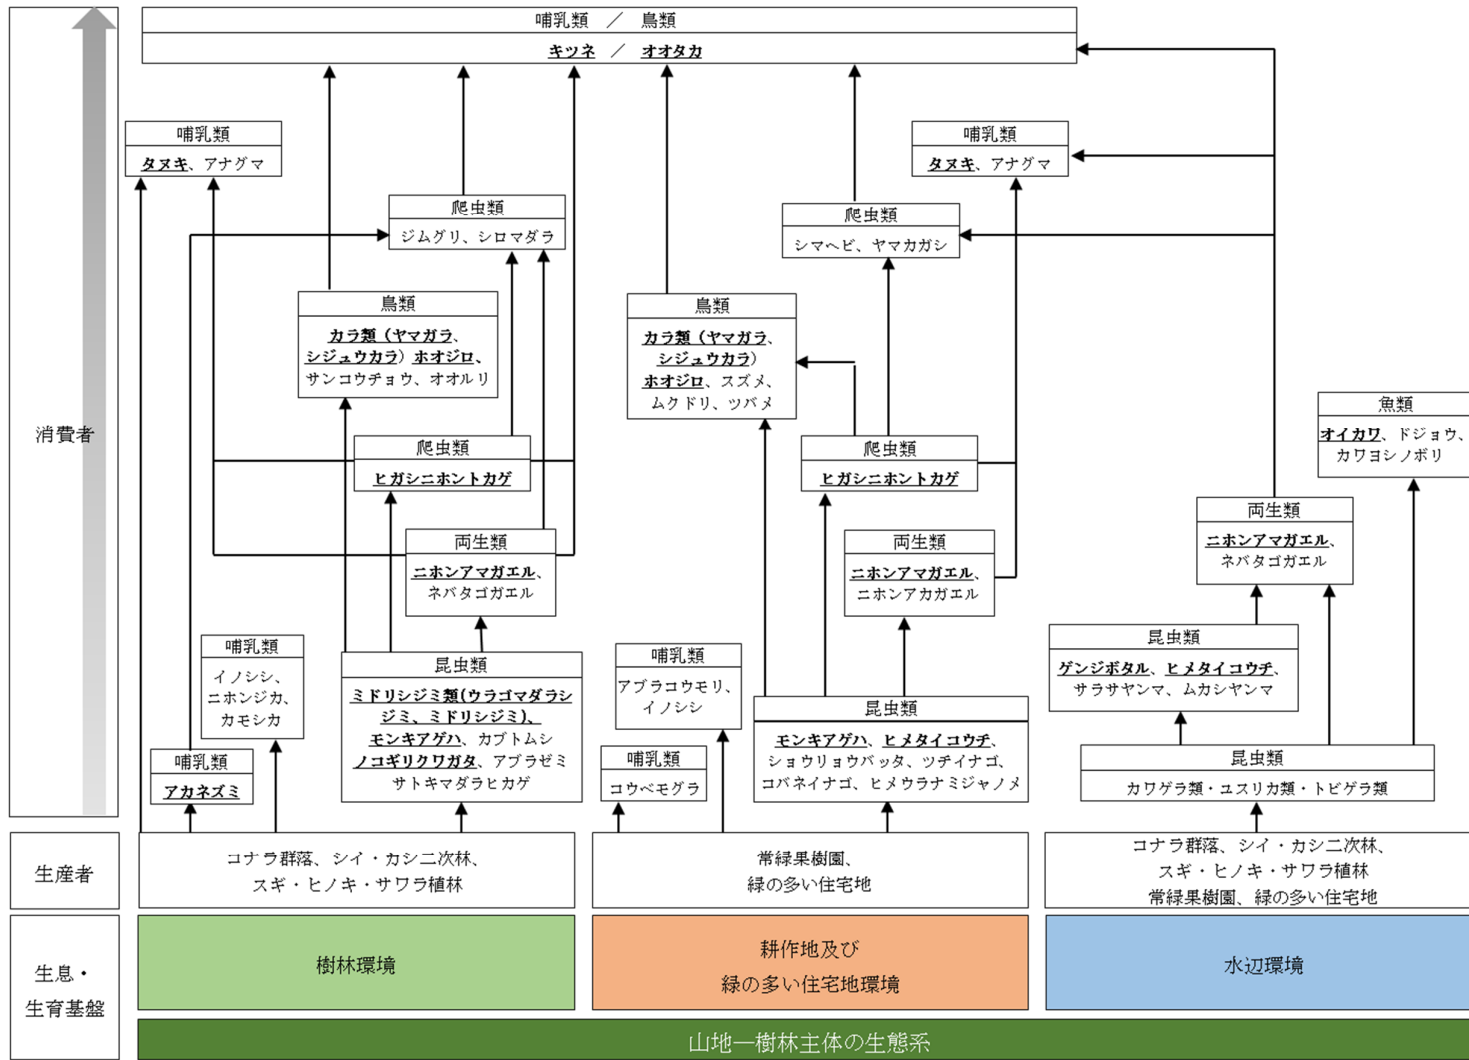 哺乳類 ／ 鳥類
キツネ ／ オオタカ
哺乳類
タヌキ、アナグマ
哺乳類
タヌキ、アナグマ
爬虫類
ジムグリ、シロマダラ
爬虫類
シマヘビ、ヤマカガシ
鳥類
カラ類（ヤマガラ、
シジュウカラ）ホオジロ、
サンコウチョウ、オオルリ
鳥類
カラ類（ヤマガラ、
シジュウカラ）
ホオジロ、スズメ、
ムクドリ、ツバメ
消費者
魚類
オイカワ、ドジョウ、
カワヨシノボリ
爬虫類
ヒガシニホントカゲ
爬虫類
ヒガシニホントカゲ
両生類
ニホンアマガエル、
ネバタゴガエル
両生類
ニホンアマガエル、
ニホンアカガエル
両生類
ニホンアマガエル、
ネバタゴガエル
哺乳類
イノシシ、
ニホンジカ、
カモシカ
昆虫類
ミドリシジミ類(ウラゴマダラシ
ジミ、ミドリシジミ)、
モンキアゲハ、カブトムシ
ノコギリクワガタ、アブラゼミ
サトキマダラヒカゲ
哺乳類
アブラコウモリ、
イノシシ
昆虫類
モンキアゲハ、ヒメタイコウチ、
ショウリョウバッタ、ツチイナゴ、
コバネイナゴ、ヒメウラナミジャノメ
昆虫類
ゲンジボタル、ヒメタイコウチ、
サラサヤンマ、ムカシヤンマ
哺乳類
アカネズミ
哺乳類
コウベモグラ
昆虫類
カワゲラ類・ユスリカ類・トビゲラ類
生産者
コナラ群落、シイ・カシ二次林、
スギ・ヒノキ・サワラ植林
常緑果樹園、
緑の多い住宅地
コナラ群落、シイ・カシ二次林、
スギ・ヒノキ・サワラ植林
常緑果樹園、緑の多い住宅地
生息・
生育基盤
樹林環境
耕作地及び
緑の多い住宅地環境
水辺環境
山地―樹林主体の生態系